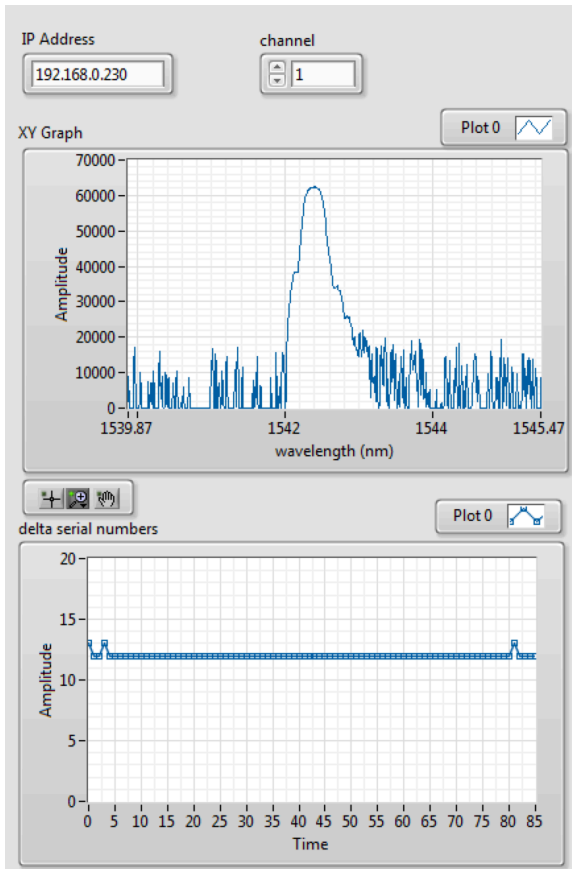 IP Address channel
192.168.0.230 1
XY Graph Plot 0
70000
60000
50000
40000
30000
20000
10000
0
Amplitude
1539.87 1542 1544 1545.47
wavelength (nm)
delta serial numbers Plot 0
20
15
10
5
0
Amplitude
0 5 10 15 20 25 30 35 40 45 50 55 60 65 70 75 80 85
Time